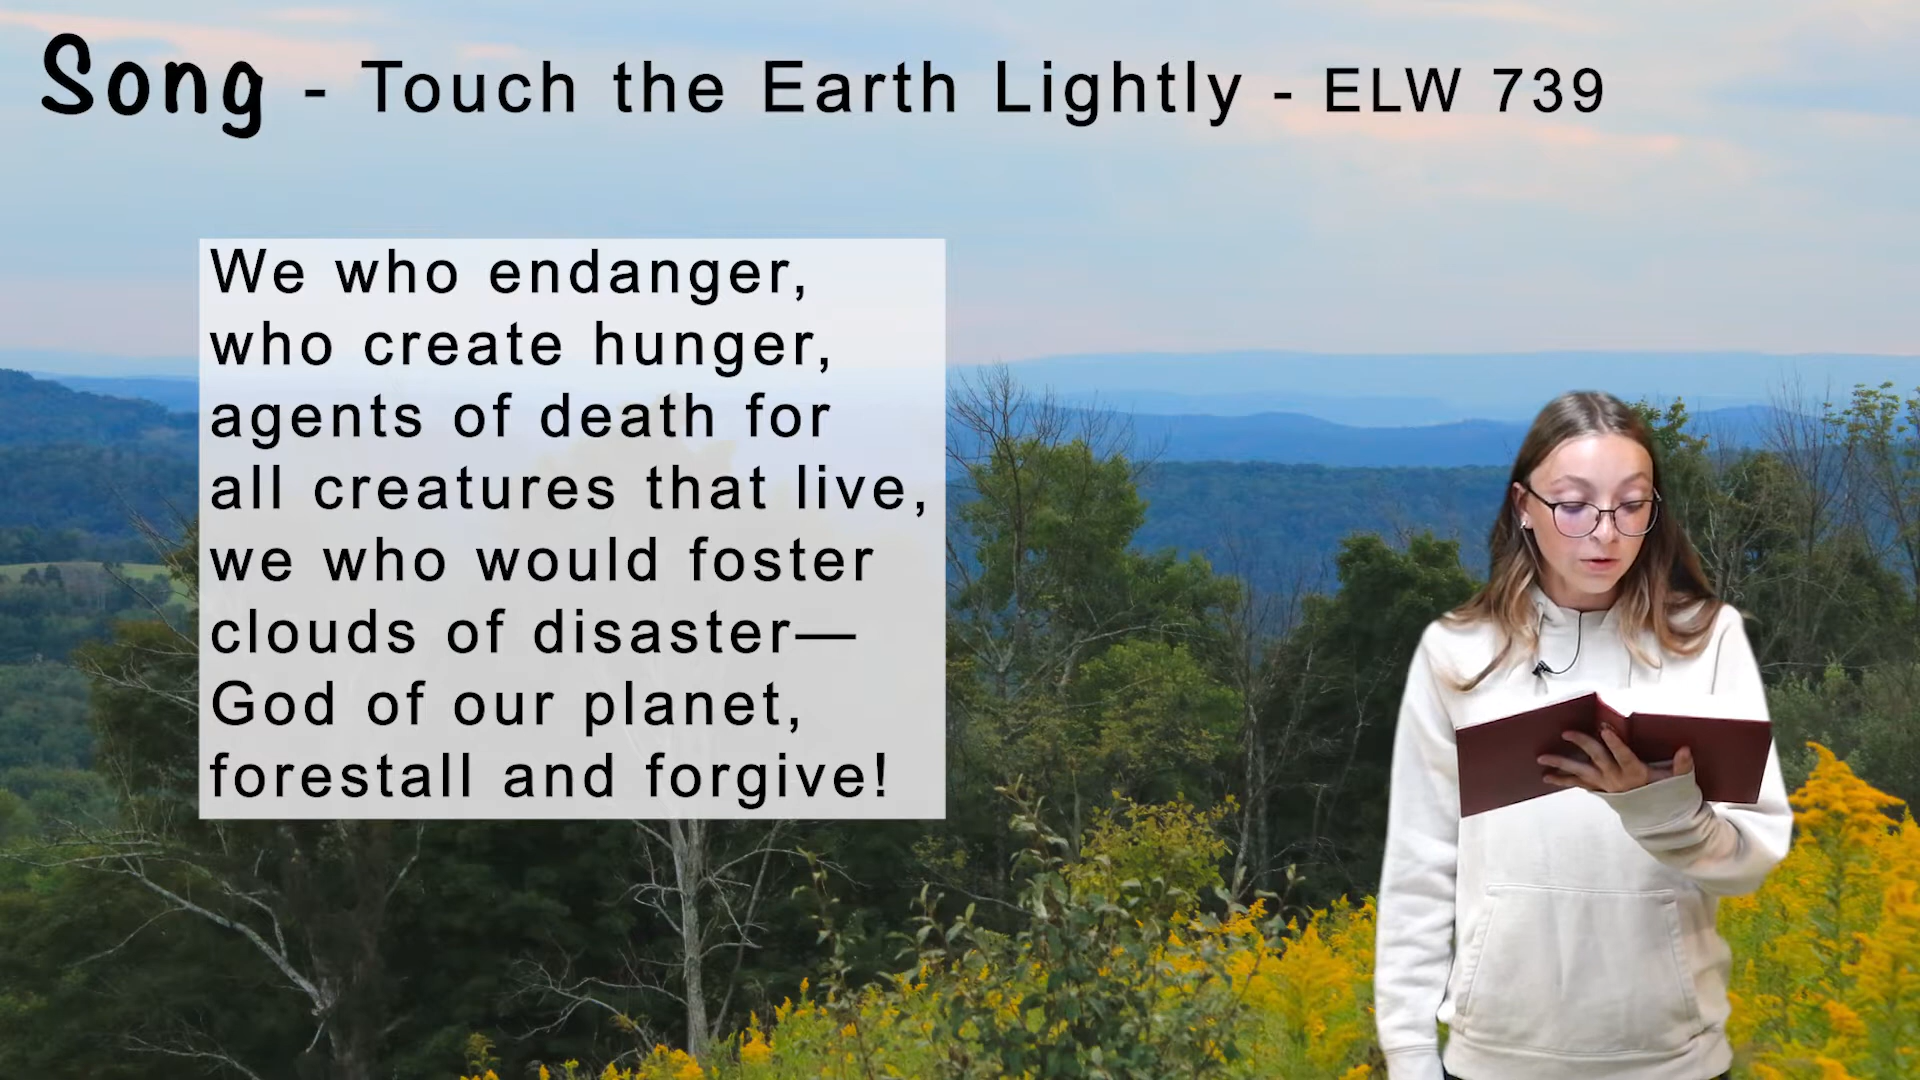 Song - Touch the Earth Lightly - ELW 739
We who endanger,
who create hunger,
agents of death for
all creatures that live,
we who would foster
clouds of disaster—
God of our planet,
forestall and forgive!